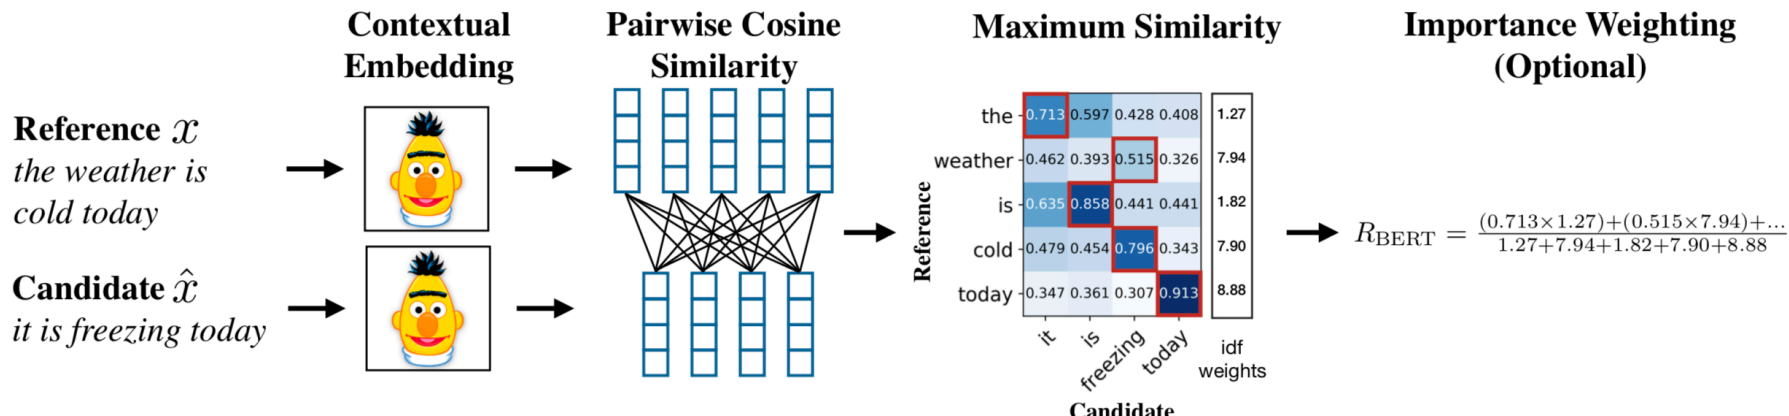 Contextual
Embedding
Pairwise Cosine
Similarity
Maximum Similarity
Importance Weighting
(Optional)
Reference x
the weather is
cold today
Candidate x̂
it is freezing today
Reference
the 0.713 0.597 0.428 0.408 1.27
weather 0.462 0.393 0.515 0.326 7.94
is 0.635 0.858 0.441 0.441 1.82
cold 0.479 0.454 0.796 0.343 7.90
today 0.347 0.361 0.307 0.913 8.88
it is freezing today
idf
weights
Candidate
R_BERT = (0.713×1.27)+(0.515×7.94)+...
1.27+7.94+1.82+7.90+8.88